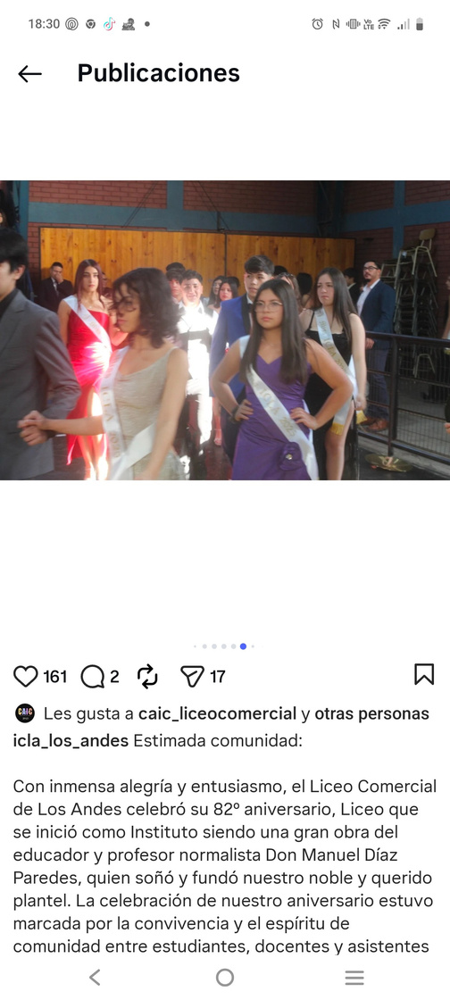 18:30
Vo
LTE
Publicaciones
161
2
17
CAIC
Les gusta a caic_liceocomercial y otras personas
icla_los_andes Estimada comunidad:
Con inmensa alegría y entusiasmo, el Liceo Comercial
de Los Andes celebró su 82º aniversario, Liceo que
se inició como Instituto siendo una gran obra del
educador y profesor normalista Don Manuel Díaz
Paredes, quien soñó y fundó nuestro noble y querido
plantel. La celebración de nuestro aniversario estuvo
marcada por la convivencia y el espíritu de
comunidad entre estudiantes, docentes y asistentes